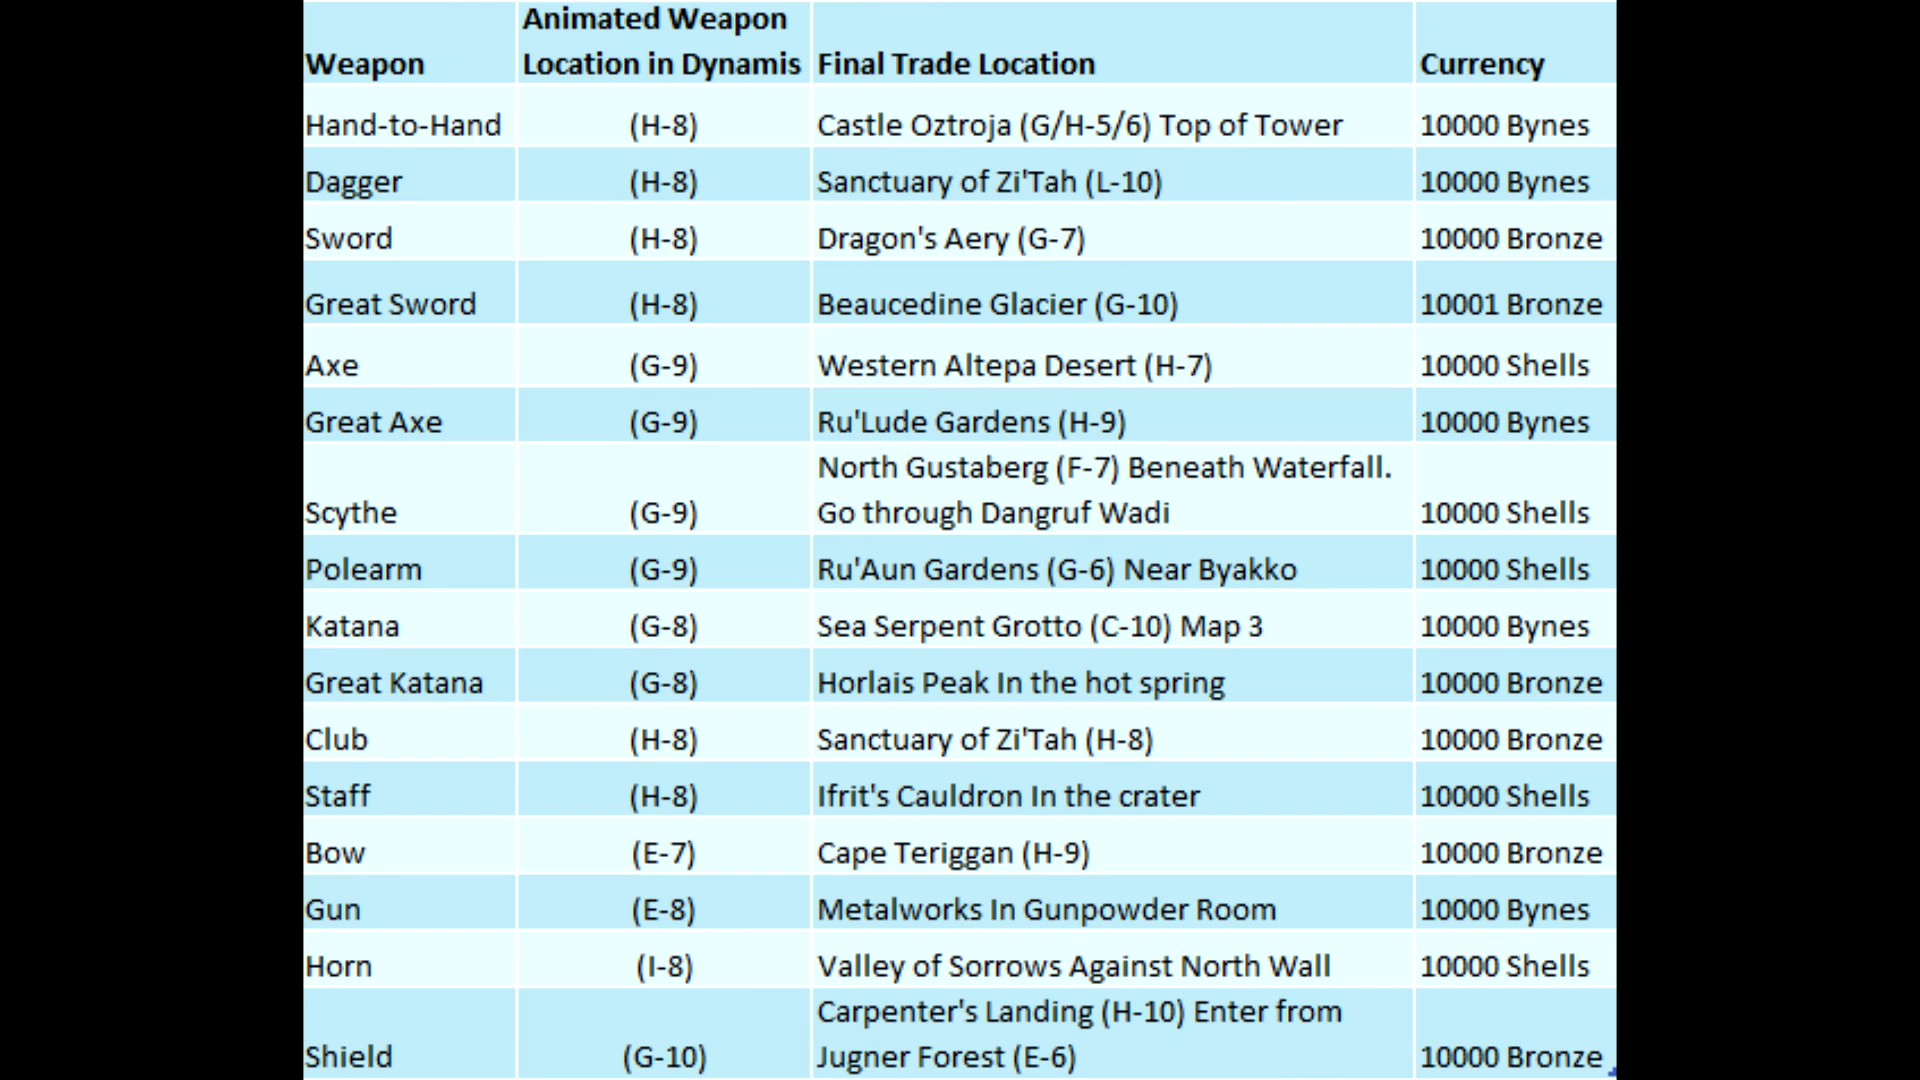 Weapon Animated Weapon Location in Dynamis Final Trade Location Currency
Hand-to-Hand (H-8) Castle Oztroja (G/H-5/6) Top of Tower 10000 Bynes
Dagger (H-8) Sanctuary of Zi'Tah (L-10) 10000 Bynes
Sword (H-8) Dragon's Aery (G-7) 10000 Bronze
Great Sword (H-8) Beaucedine Glacier (G-10) 10001 Bronze
Axe (G-9) Western Altepa Desert (H-7) 10000 Shells
Great Axe (G-9) Ru'Lude Gardens (H-9) 10000 Bynes
Scythe (G-9) North Gustaberg (F-7) Beneath Waterfall. Go through Dangruf Wadi 10000 Shells
Polearm (G-9) Ru'Aun Gardens (G-6) Near Byakko 10000 Shells
Katana (G-8) Sea Serpent Grotto (C-10) Map 3 10000 Bynes
Great Katana (G-8) Horlais Peak In the hot spring 10000 Bronze
Club (H-8) Sanctuary of Zi'Tah (H-8) 10000 Bronze
Staff (H-8) Ifrit's Cauldron In the crater 10000 Shells
Bow (E-7) Cape Teriggan (H-9) 10000 Bronze
Gun (E-8) Metalworks In Gunpowder Room 10000 Bynes
Horn (I-8) Valley of Sorrows Against North Wall 10000 Shells
Shield (G-10) Carpenter's Landing (H-10) Enter from Jugner Forest (E-6) 10000 Bronze